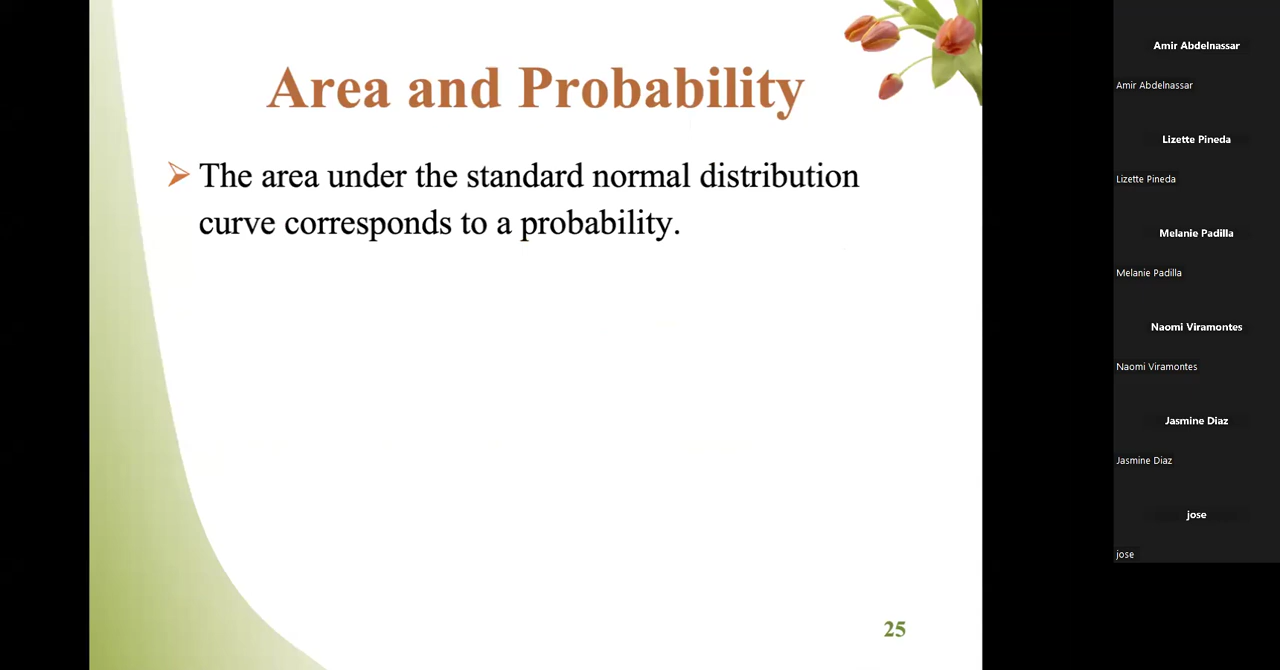 Area and Probability
The area under the standard normal distribution
curve corresponds to a probability.
25
Amir Abdelnassar
Amir Abdelnassar
Lizette Pineda
Lizette Pineda
Melanie Padilla
Melanie Padilla
Naomi Viramontes
Naomi Viramontes
Jasmine Diaz
Jasmine Diaz
jose
jose